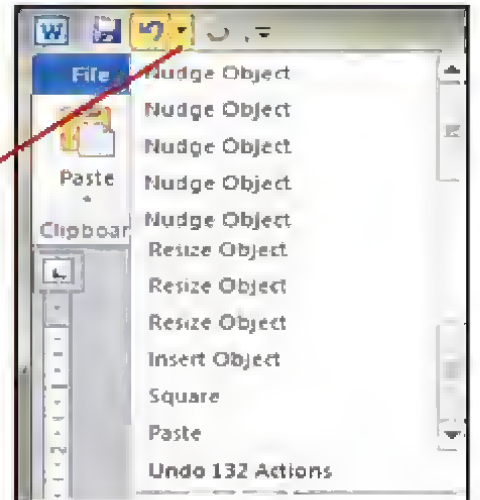 W
File
Nudge Object
Nudge Object
Nudge Object
Nudge Object
Nudge Object
Paste
Clipboar
Resize Object
Resize Object
Resize Object
Insert Object
Square
Paste
Undo 132 Actions